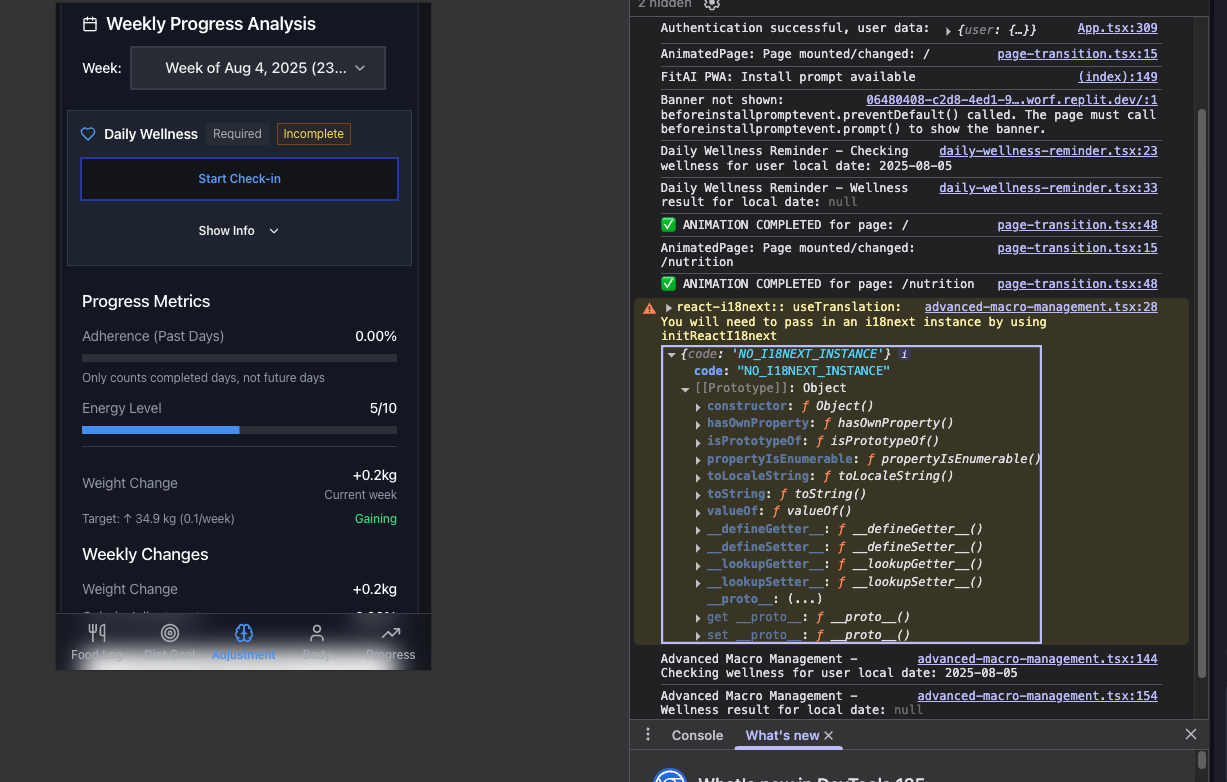 Weekly Progress Analysis
Week:
Week of Aug 4, 2025 (23...
Daily Wellness
Required
Incomplete
Start Check-in
Show Info
Progress Metrics
Adherence (Past Days)
0.00%
Only counts completed days, not future days
Energy Level
5/10
Weight Change
+0.2kg
Current week
Target: ↑ 34.9 kg (0.1/week)
Gaining
Weekly Changes
Weight Change
+0.2kg
Food Log
Diet Goal
Adjustment
Body
Progress
2 hidden
Authentication successful, user data: {user: {…}} App.tsx:309
AnimatedPage: Page mounted/changed: / page-transition.tsx:15
FitAI PWA: Install prompt available (index):149
Banner not shown: 06480408-c2d8-4ed1-9….worf.replit.dev/:1
beforeinstallpromptevent.preventDefault() called. The page must call
beforeinstallpromptevent.prompt() to show the banner.
Daily Wellness Reminder - Checking daily-wellness-reminder.tsx:23
wellness for user local date: 2025-08-05
Daily Wellness Reminder - Wellness daily-wellness-reminder.tsx:33
result for local date: null
✅ ANIMATION COMPLETED for page: / page-transition.tsx:48
AnimatedPage: Page mounted/changed: page-transition.tsx:15
/nutrition
✅ ANIMATION COMPLETED for page: /nutrition page-transition.tsx:48
react-i18next:: useTranslation: advanced-macro-management.tsx:28
You will need to pass in an i18next instance by using
initReactI18next
{code: 'NO_I18NEXT_INSTANCE'} i
code: "NO_I18NEXT_INSTANCE"
[[Prototype]]: Object
constructor: ƒ Object()
hasOwnProperty: ƒ hasOwnProperty()
isPrototypeOf: ƒ isPrototypeOf()
propertyIsEnumerable: ƒ propertyIsEnumerable()
toLocaleString: ƒ toLocaleString()
toString: ƒ toString()
valueOf: ƒ valueOf()
__defineGetter__: ƒ __defineGetter__()
__defineSetter__: ƒ __defineSetter__()
__lookupGetter__: ƒ __lookupGetter__()
__lookupSetter__: ƒ __lookupSetter__()
__proto__: (...)
get __proto__: ƒ __proto__()
set __proto__: ƒ __proto__()
Advanced Macro Management - advanced-macro-management.tsx:144
Checking wellness for user local date: 2025-08-05
Advanced Macro Management - advanced-macro-management.tsx:154
Wellness result for local date: null
Console
What's new
What's new in DevTools 135